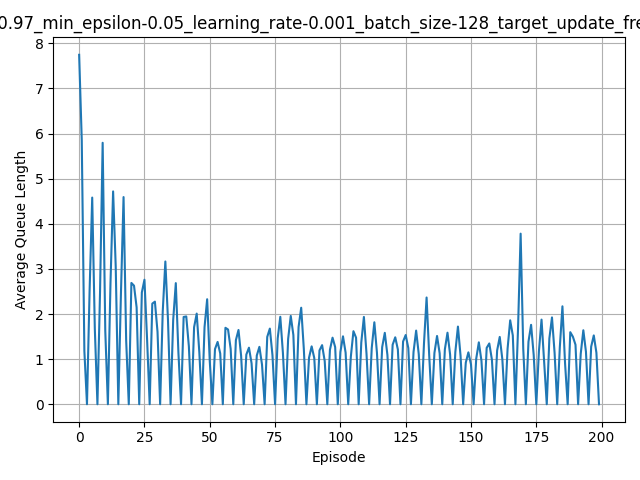 0.97_min_epsilon-0.05_learning_rate-0.001_batch_size-128_target_update_fre
8
7
6
5
4
3
2
1
0
Average Queue Length
0 25 50 75 100 125 150 175 200
Episode